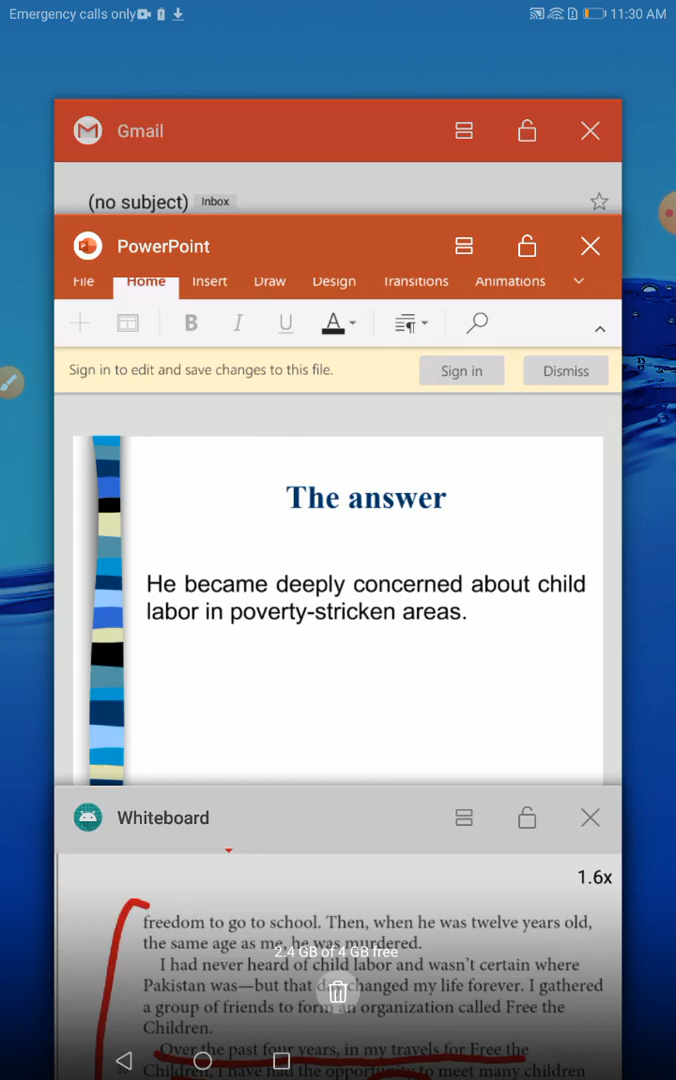 Emergency calls only 11:30 AM
Gmail
(no subject) Inbox
PowerPoint
File Home Insert Draw Design Transitions Animations
B I U A
Sign in to edit and save changes to this file. Sign in Dismiss
The answer
He became deeply concerned about child
labor in poverty-stricken areas.
Whiteboard
1.6x
freedom to go to school. Then, when he was twelve years old,
the same age as me, he was murdered.
2.4 GB of 4 GB free
I had never heard of child labor and wasn't certain where
Pakistan was—but that day changed my life forever. I gathered
a group of friends to form an organization called Free the
Children.
Over the past four years, in my travels for Free the
Children, I have had the opportunity to meet many children